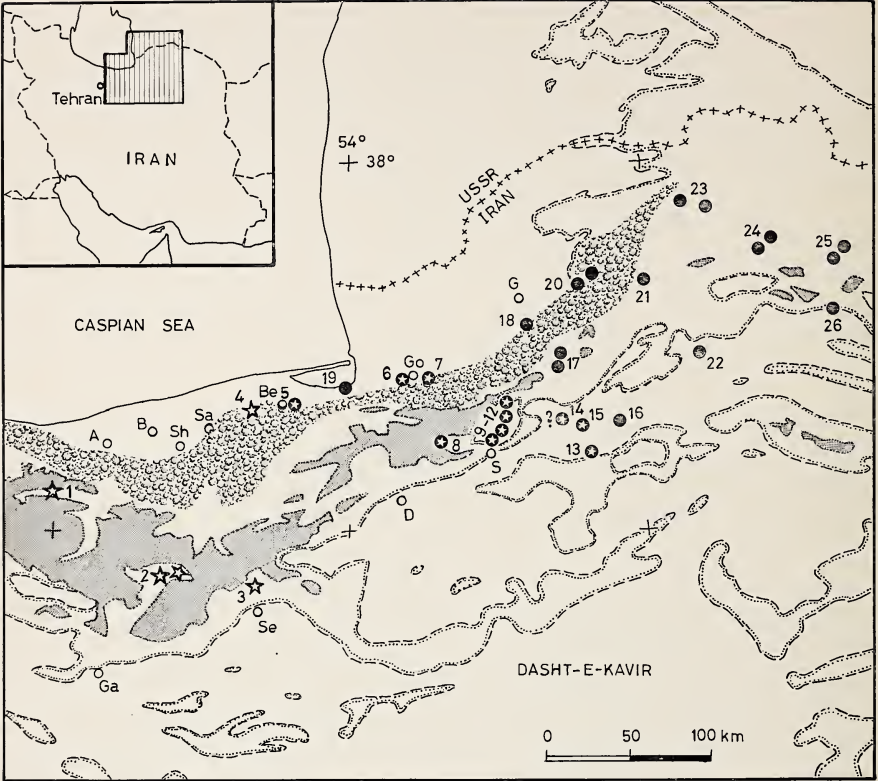 Tehran
IRAN
54°
38°
USSR
IRAN
CASPIAN SEA
23
24
25
26
G
20
21
18
22
17
19
6
Go
7
4
Be
5
Sa
A
B
Sh
9-12
?
14
15
16
8
S
13
1
D
2
3
Se
Ga
DASHT-E-KAVIR
0
50
100 km